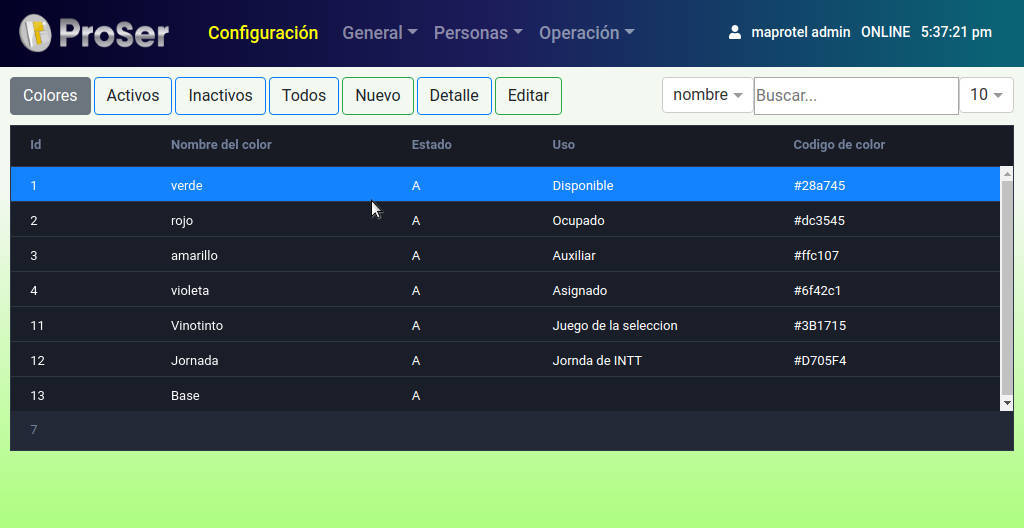 ProSer Configuración General Personas Operación maprotel admin ONLINE 5:37:21 pm
Colores Activos Inactivos Todos Nuevo Detalle Editar nombre Buscar... 10
Id Nombre del color Estado Uso Codigo de color
1 verde A Disponible #28a745
2 rojo A Ocupado #dc3545
3 amarillo A Auxiliar #ffc107
4 violeta A Asignado #6f42c1
11 Vinotinto A Juego de la seleccion #3B1715
12 Jornada A Jornda de INTT #D705F4
13 Base A
7